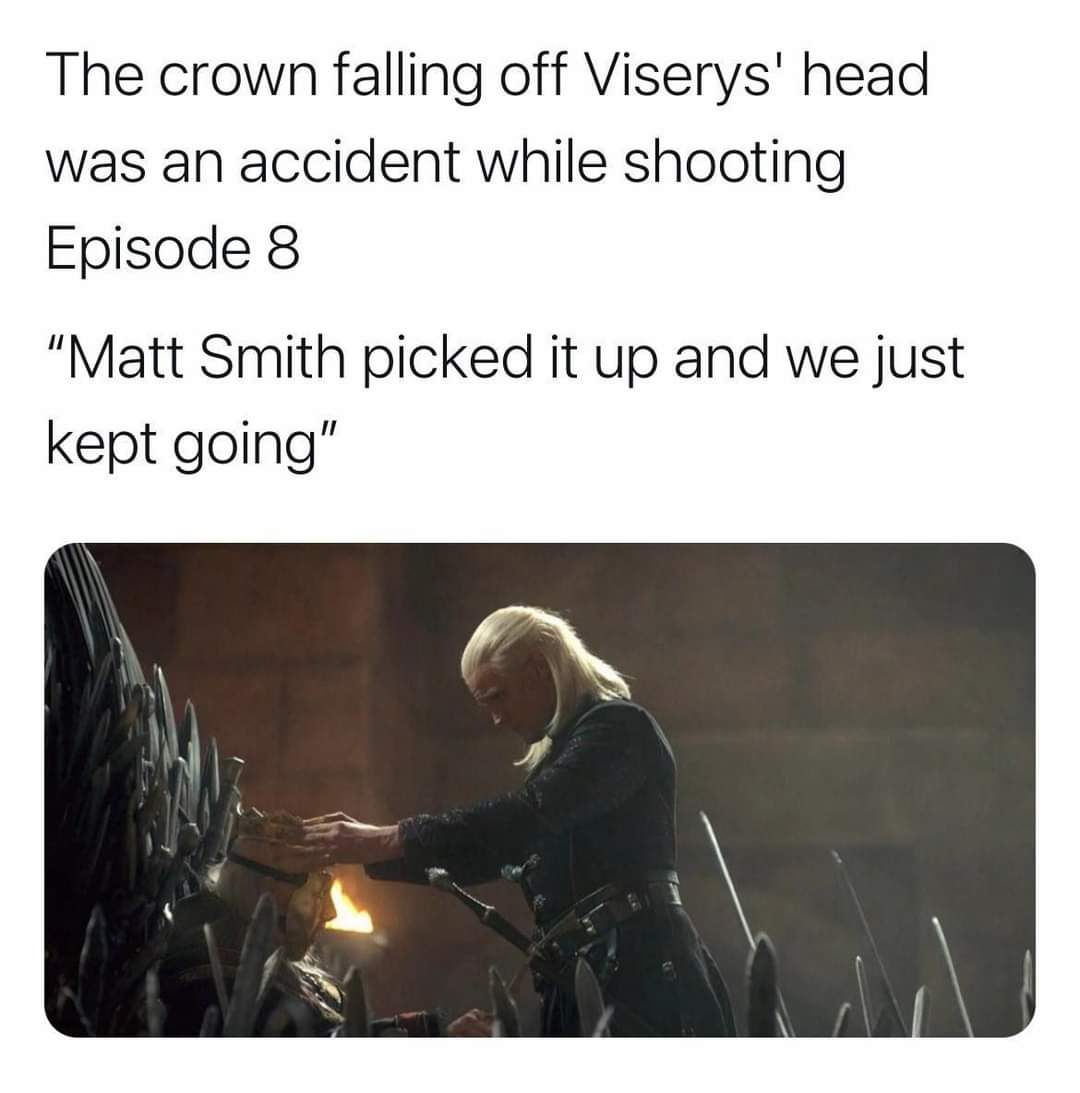 The crown falling off Viserys' head
was an accident while shooting
Episode 8
“Matt Smith picked it up and we just
kept going”